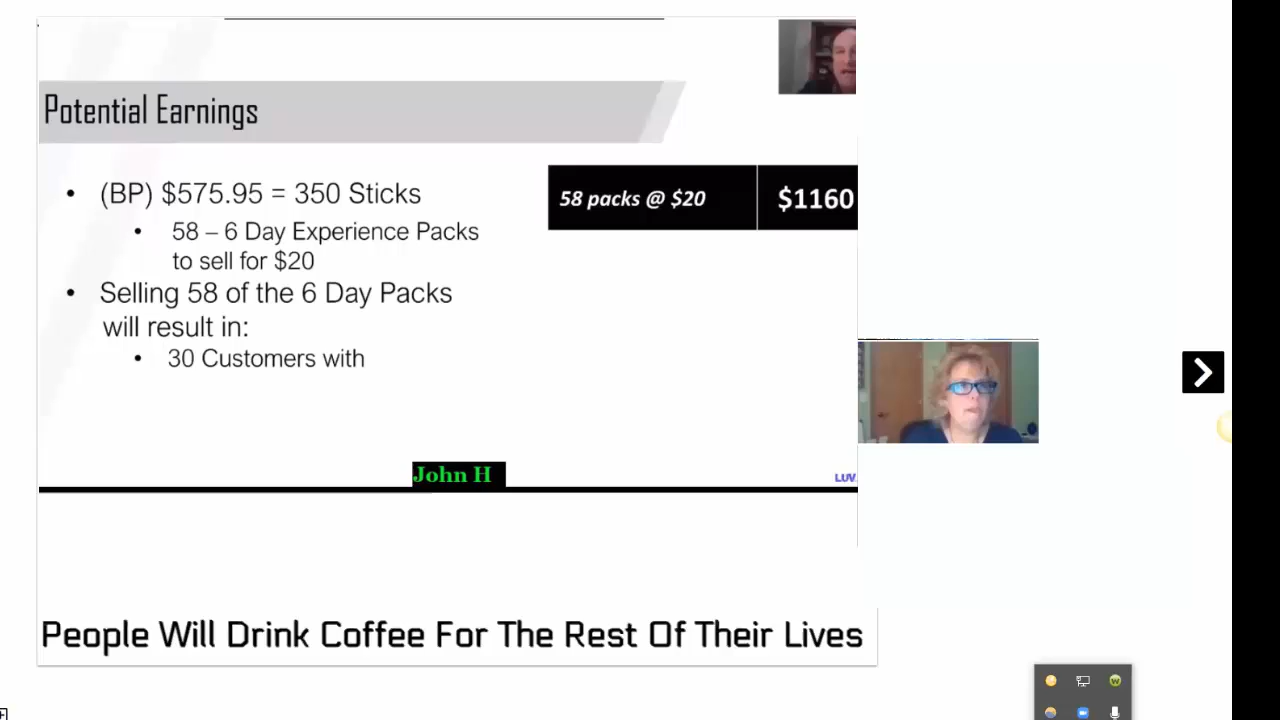 Potential Earnings
• (BP) $575.95 = 350 Sticks
• 58 – 6 Day Experience Packs
to sell for $20
• Selling 58 of the 6 Day Packs
will result in:
• 30 Customers with
58 packs @ $20 $1160
John H
LUV
People Will Drink Coffee For The Rest Of Their Lives